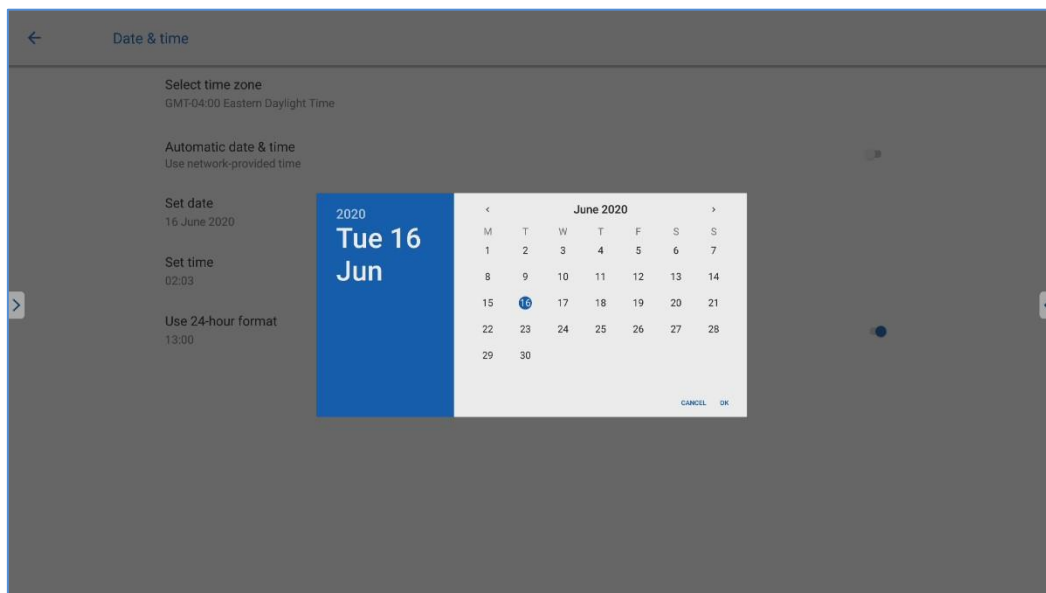 Date & time
Select time zone
GMT-04:00 Eastern Daylight Time
Automatic date & time
Use network-provided time
Set date
16 June 2020
Set time
02:03
Use 24-hour format
13:00
2020
Tue 16
Jun
June 2020
M T W T F S S
1 2 3 4 5 6 7
8 9 10 11 12 13 14
15 16 17 18 19 20 21
22 23 24 25 26 27 28
29 30
CANCEL OK